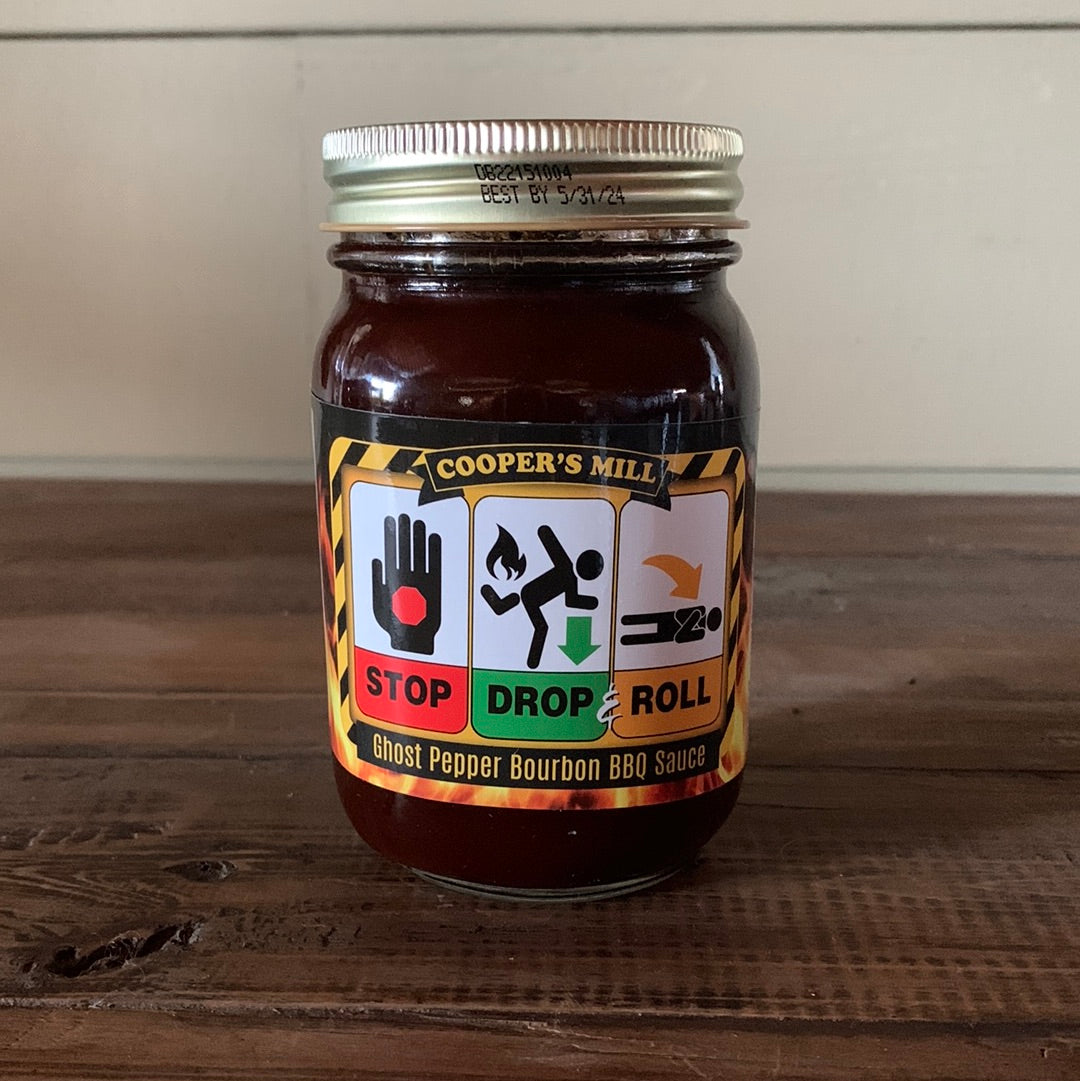 DB22151004
BEST BY 5/31/24
COOPER'S MILL
STOP DROP & ROLL
Ghost Pepper Bourbon BBQ Sauce